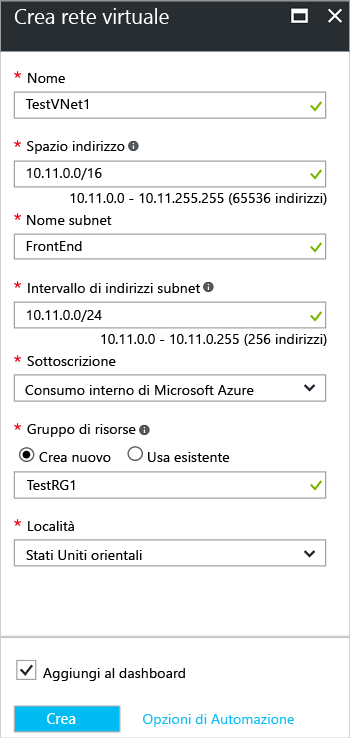 Crea rete virtuale
* Nome
TestVNet1
* Spazio indirizzo
10.11.0.0/16
10.11.0.0 - 10.11.255.255 (65536 indirizzi)
* Nome subnet
FrontEnd
* Intervallo di indirizzi subnet
10.11.0.0/24
10.11.0.0 - 10.11.0.255 (256 indirizzi)
* Sottoscrizione
Consumo interno di Microsoft Azure
* Gruppo di risorse
Crea nuovo Usa esistente
TestRG1
* Località
Stati Uniti orientali
Aggiungi al dashboard
Crea Opzioni di Automazione